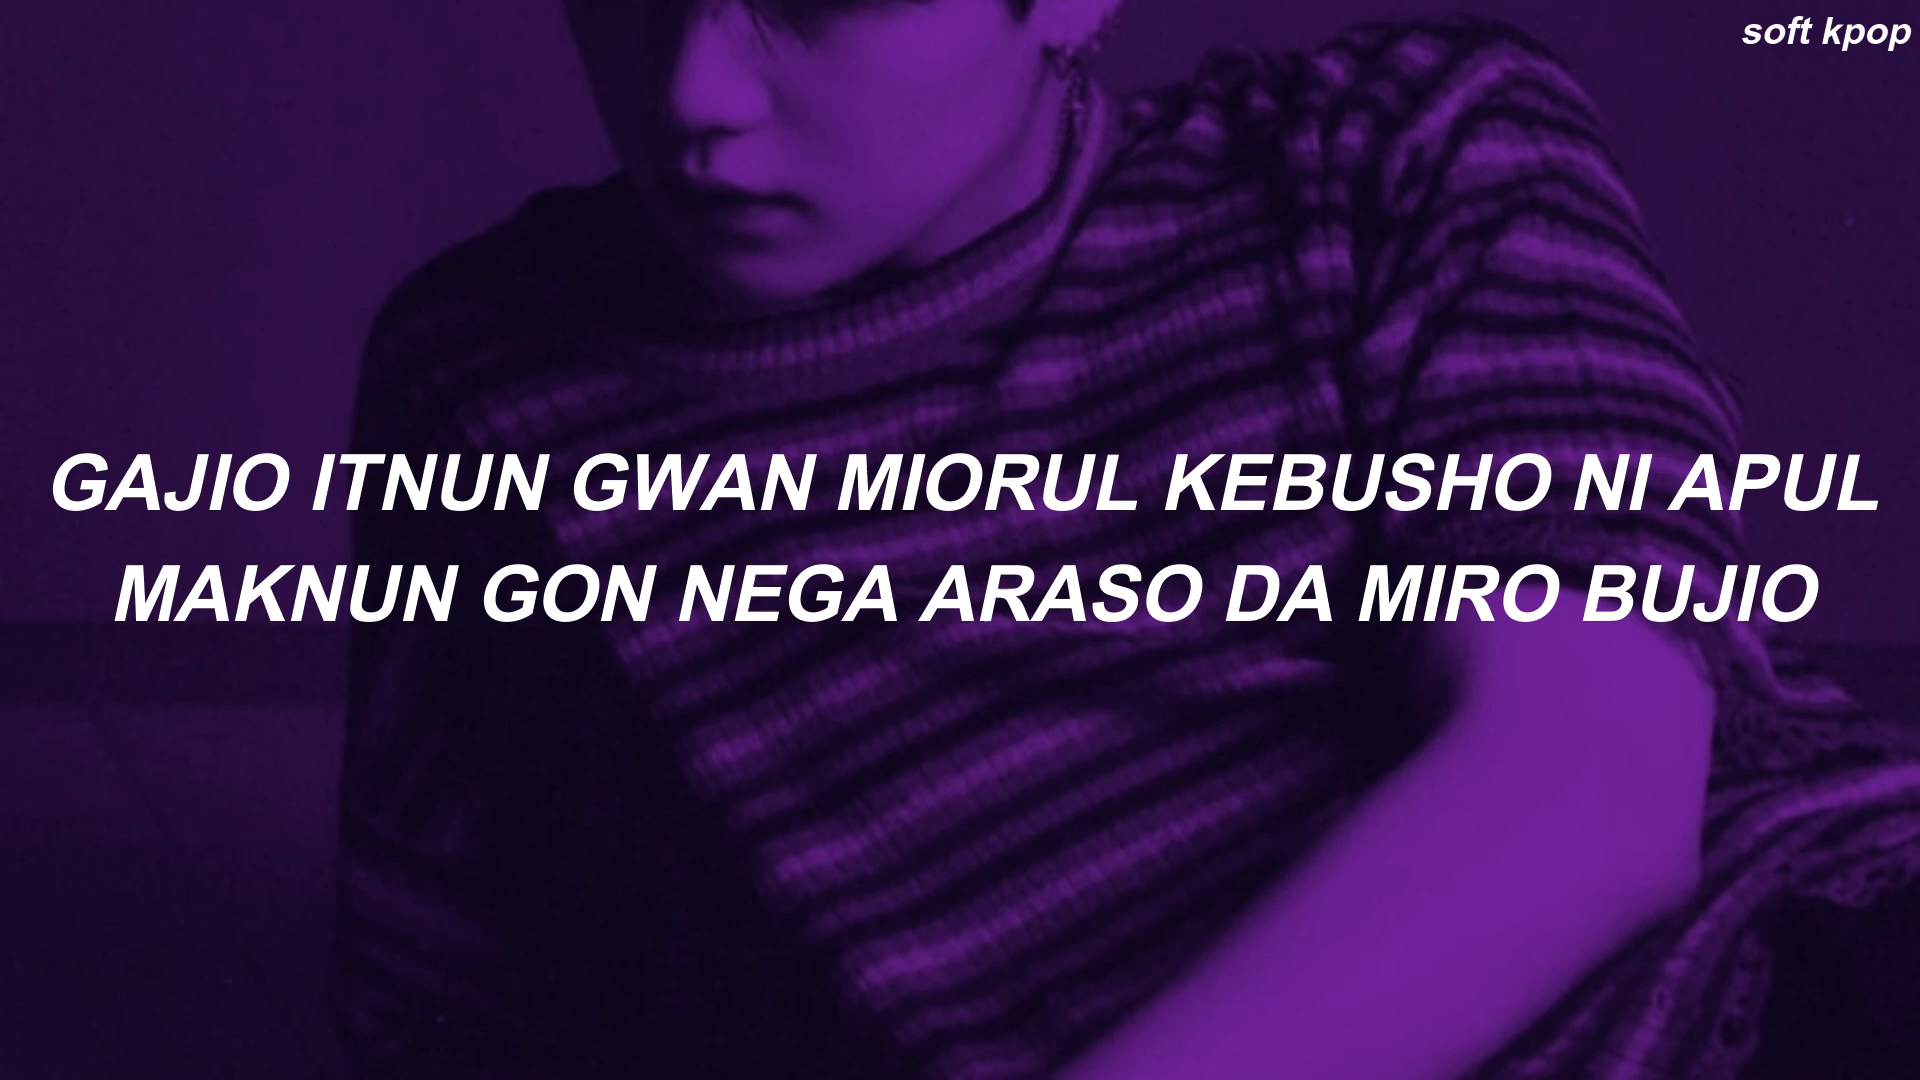 soft kpop
GAJIO ITNUN GWAN MIORUL KEBUSHO NI APUL
MAKNUN GON NEGA ARASO DA MIRO BUJIO